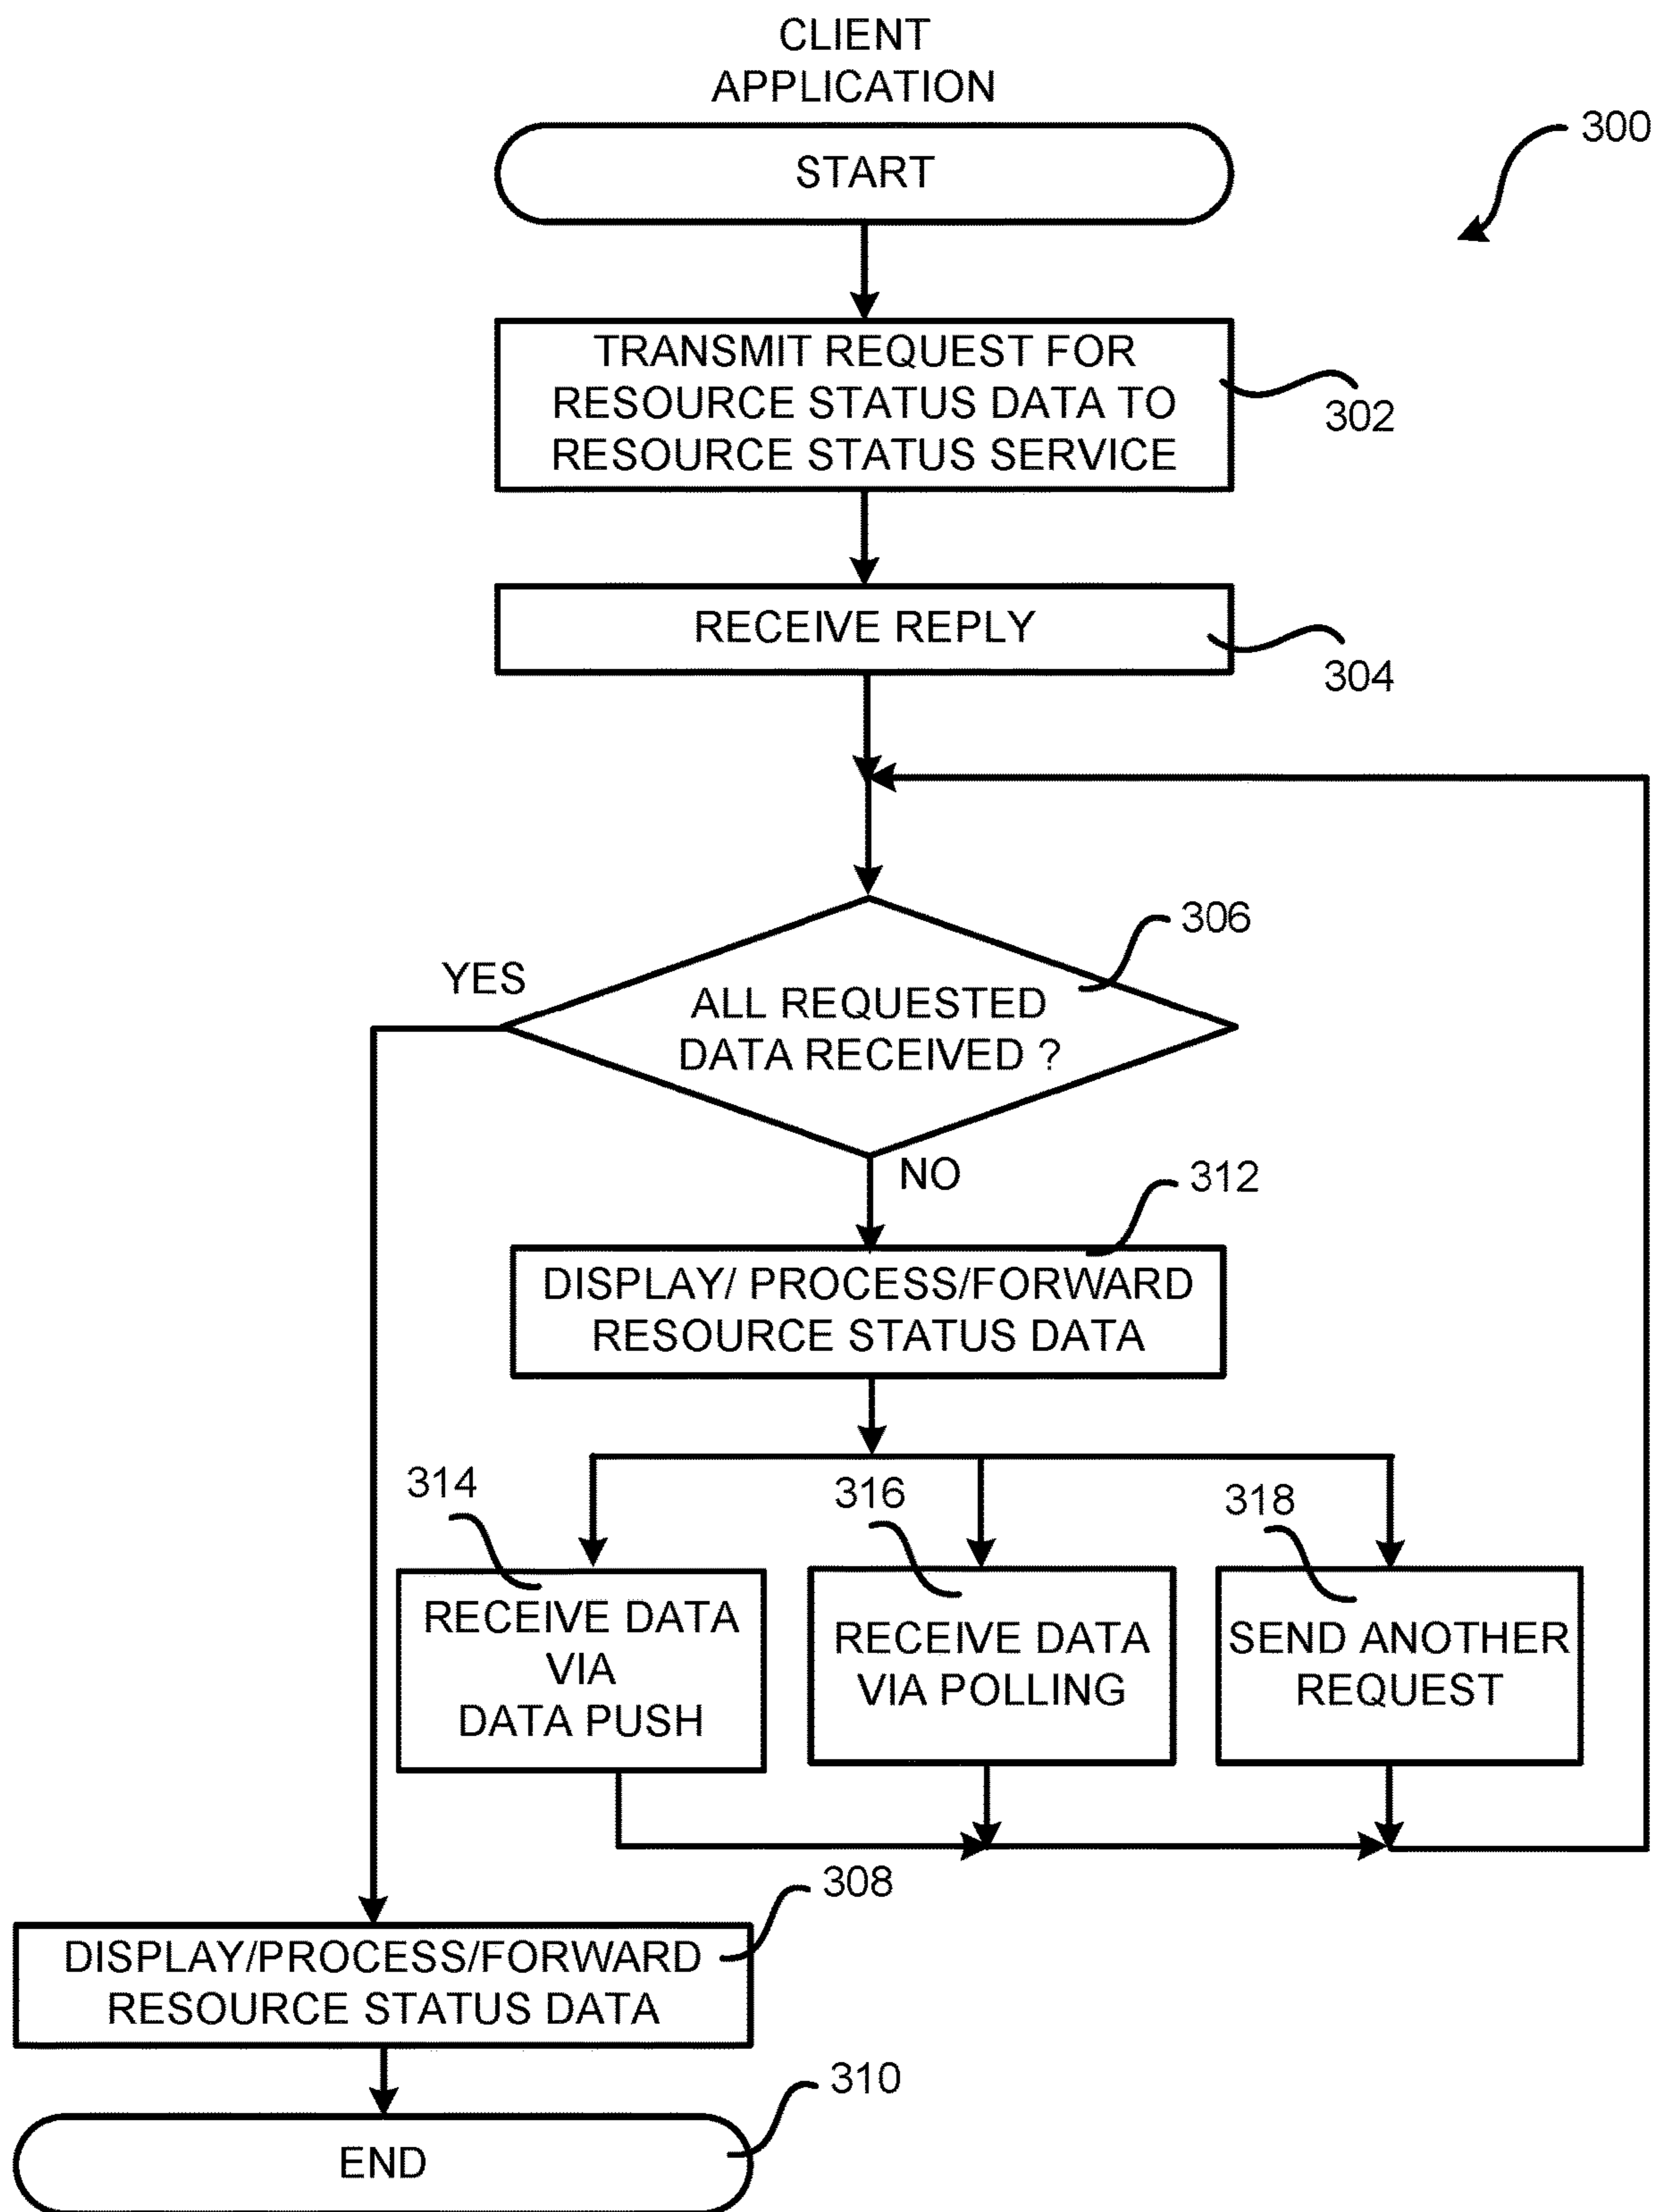 CLIENT
APPLICATION
START
300
TRANSMIT REQUEST FOR
RESOURCE STATUS DATA TO
RESOURCE STATUS SERVICE
302
RECEIVE REPLY
304
306
YES
ALL REQUESTED
DATA RECEIVED ?
NO
312
DISPLAY/ PROCESS/FORWARD
RESOURCE STATUS DATA
314
316
318
RECEIVE DATA
VIA
DATA PUSH
RECEIVE DATA
VIA POLLING
SEND ANOTHER
REQUEST
308
DISPLAY/PROCESS/FORWARD
RESOURCE STATUS DATA
310
END